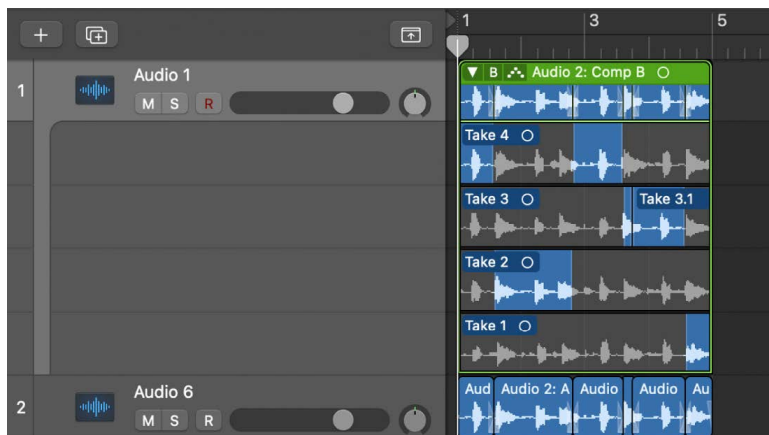 1 3 5
1 Audio 1
M S R
B Audio 2: Comp B
Take 4
Take 3 Take 3.1
Take 2
Take 1
2 Audio 6
M S R
Aud Audio 2: A Audio Audio Au